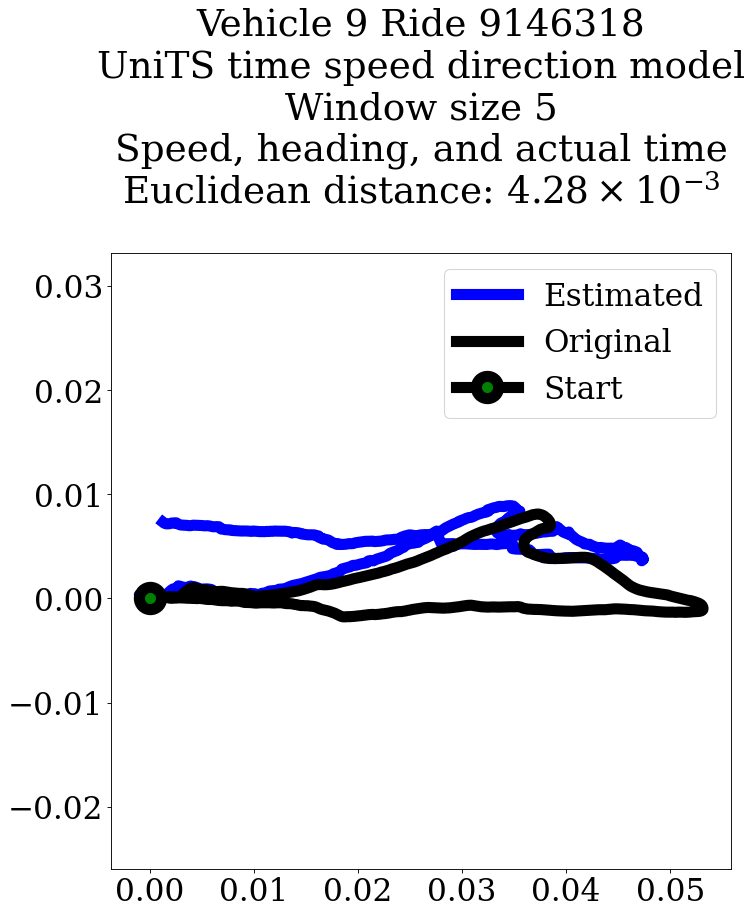 Vehicle 9 Ride 9146318
UniTS time speed direction model
Window size 5
Speed, heading, and actual time
Euclidean distance: 4.28 × 10⁻³
Estimated
Original
Start
0.03
0.02
0.01
0.00
−0.01
−0.02
0.00 0.01 0.02 0.03 0.04 0.05